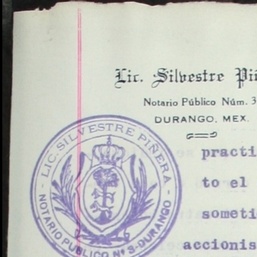 Lic. Silvestre Pi
Notario Público Núm. 3
DURANGO, MEX.
LIC. SILVESTRE PIÑERA
NOTARIO PUBLICO Nº 3-DURANGO
practi
to el
someti
accionis